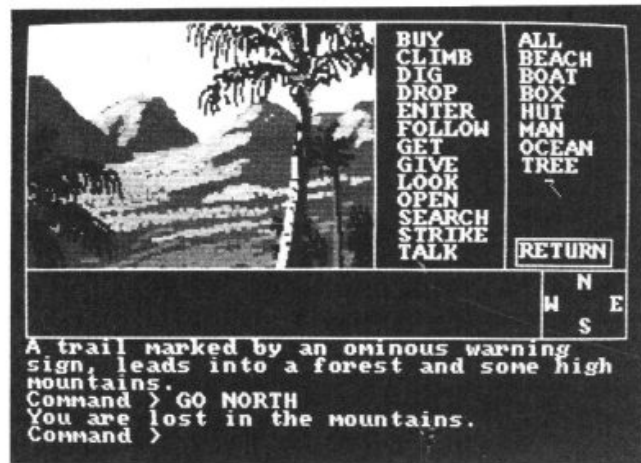 BUY
CLIMB
DIG
DROP
ENTER
FOLLOW
GET
GIVE
LOOK
OPEN
SEARCH
STRIKE
TALK
ALL
BEACH
BOAT
BOX
HUT
MAN
OCEAN
TREE
RETURN
N
W E
S
A trail marked by an ominous warning
sign, leads into a forest and some high
mountains.
Command > GO NORTH
You are lost in the mountains.
Command >